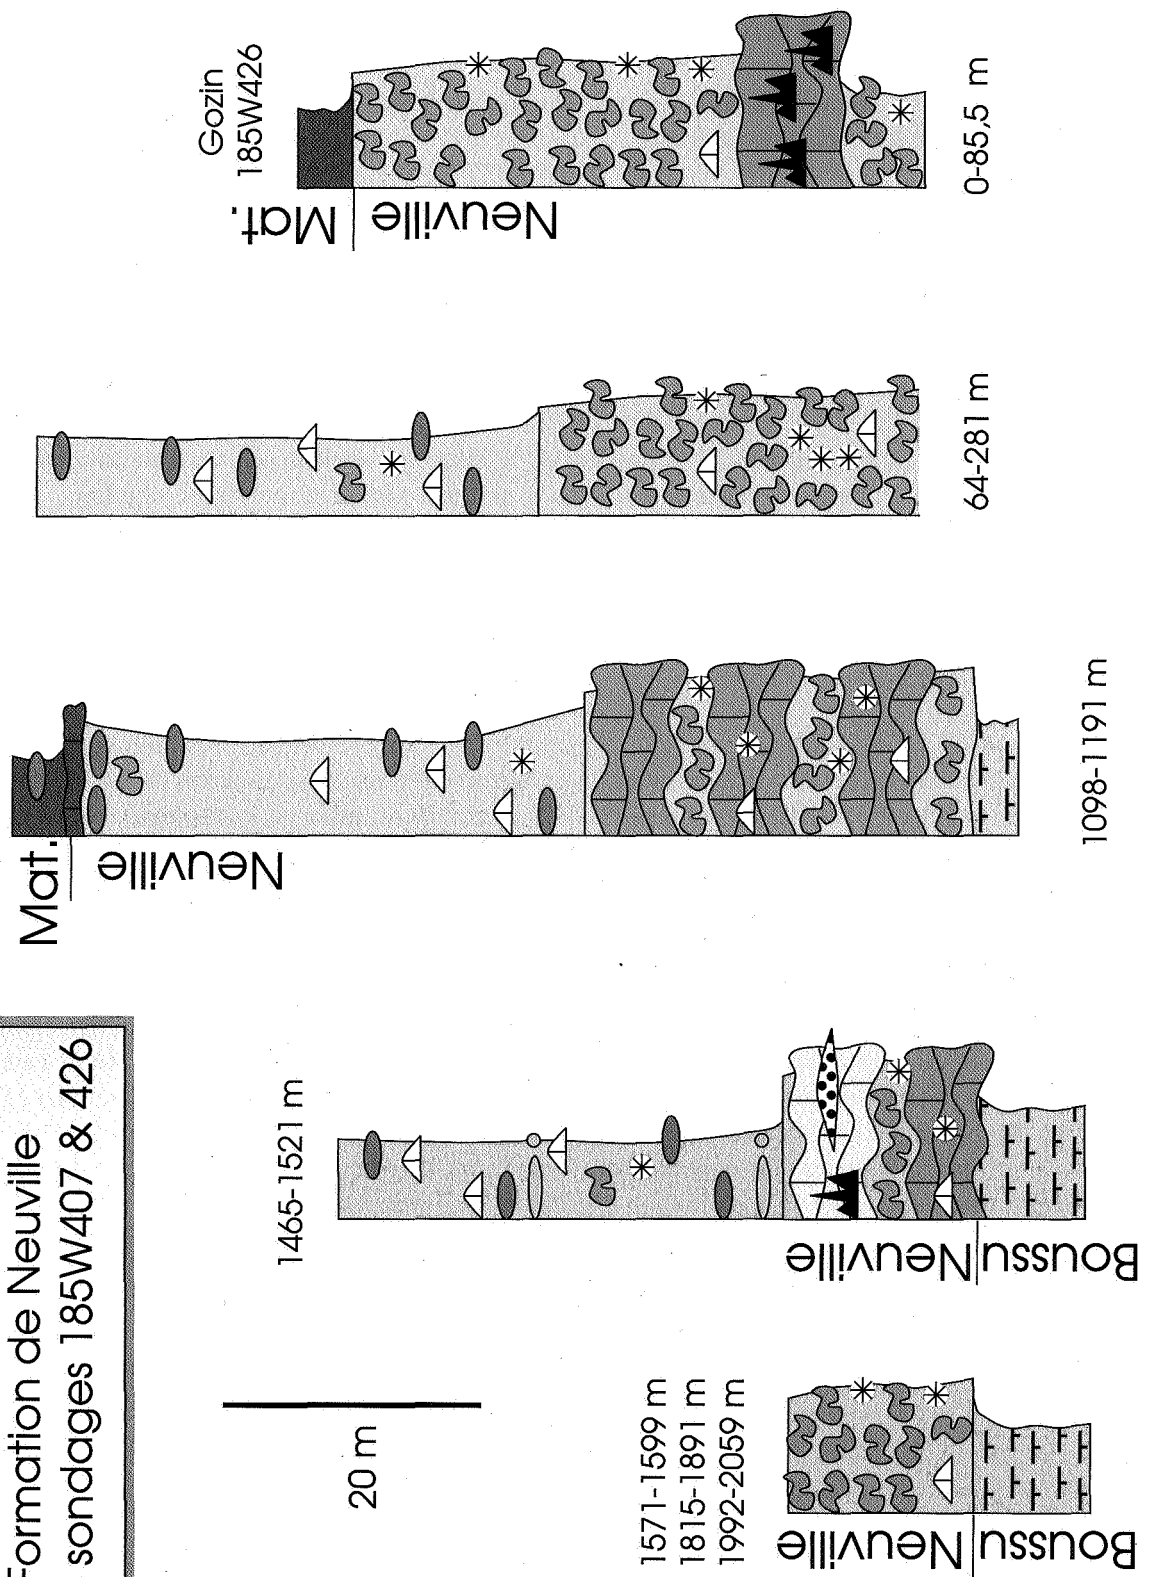 Formation de Neuville
sondages 185W407 & 426
Gozin
185W426
Mat.
Neuville
0-85,5 m
64-281 m
Mat.
Neuville
1098-1191 m
1465-1521 m
Neuville
Boussu
20 m
1571-1599 m
1815-1891 m
1992-2059 m
Neuville
Boussu